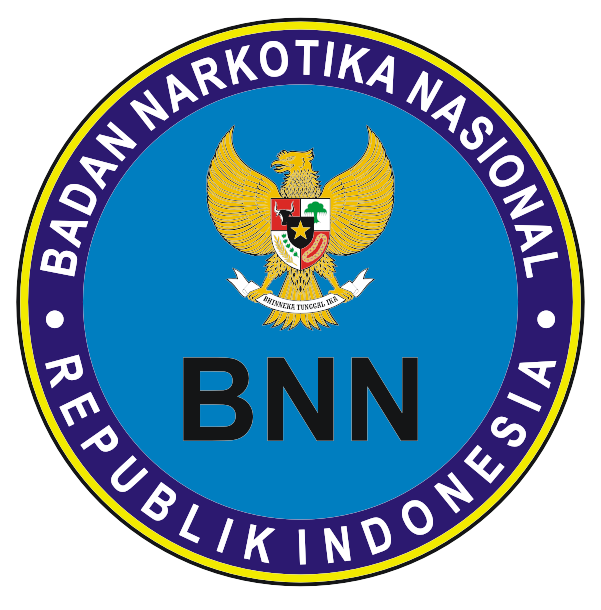 BADAN NARKOTIKA NASIONAL
BHINNEKA TUNGGAL IKA
BNN
REPUBLIK INDONESIA